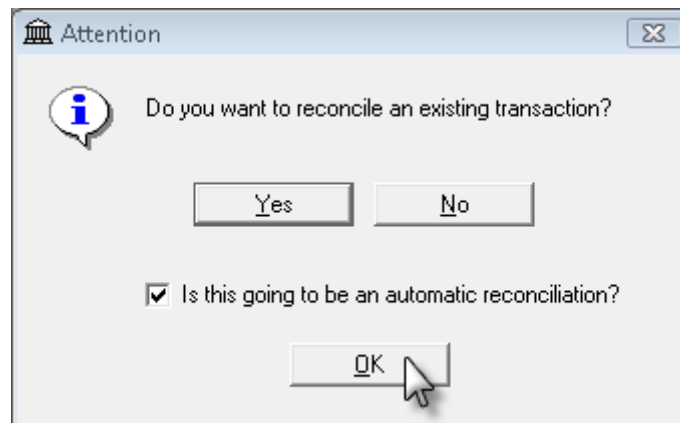 Attention
Do you want to reconcile an existing transaction?
Yes No
Is this going to be an automatic reconciliation?
OK